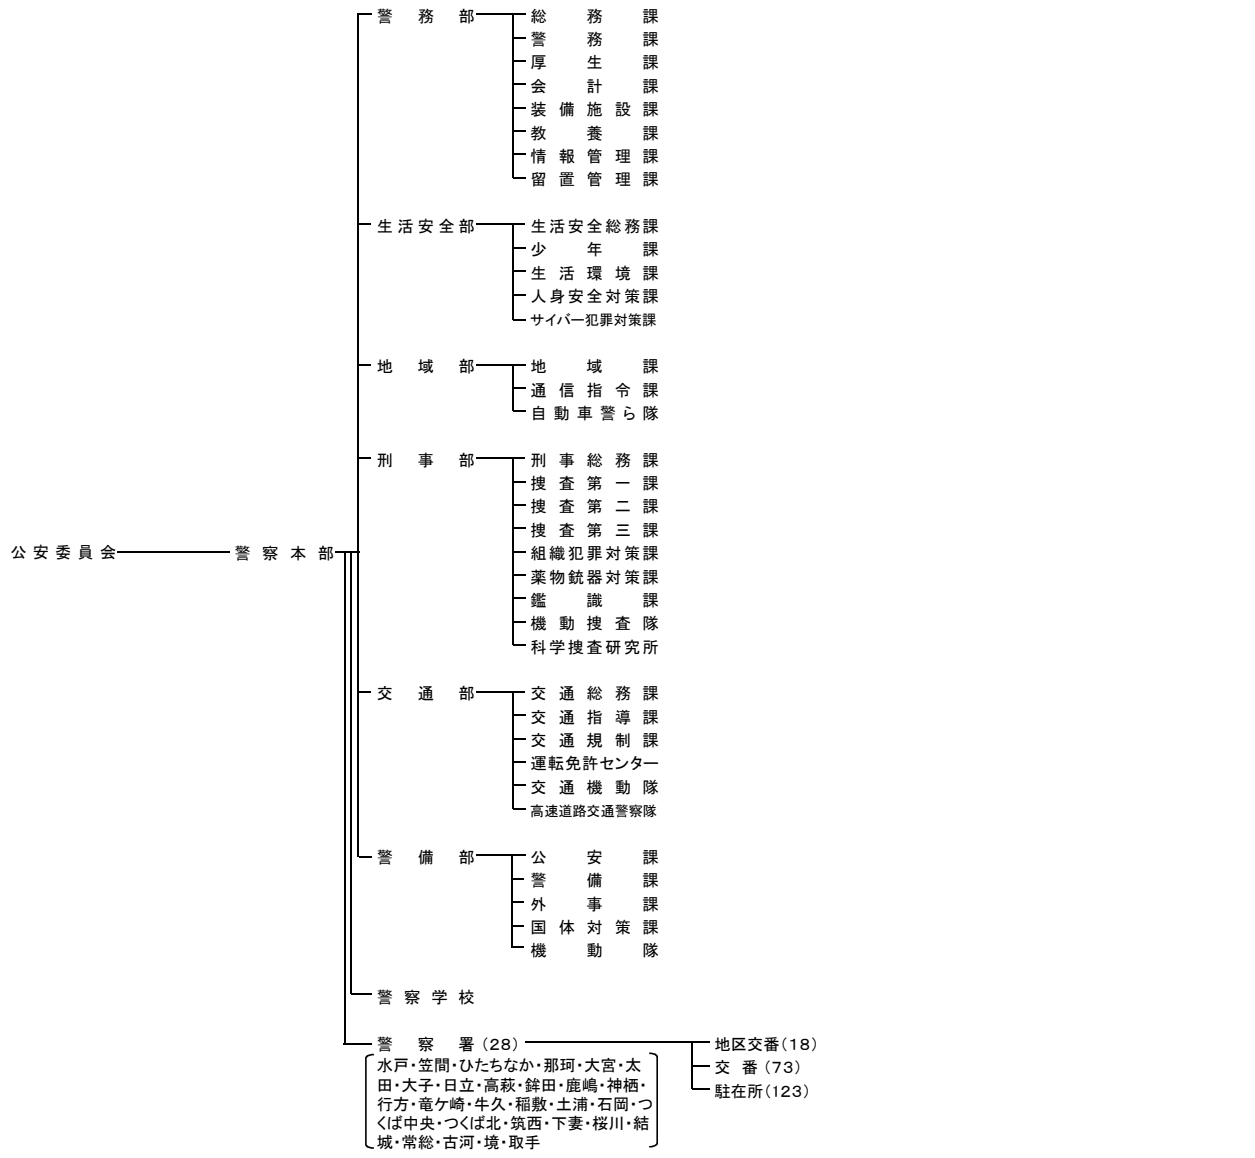 警務部 総務課
警務課
厚生課
会計課
装備施設課
教養課
情報管理課
留置管理課
生活安全部 生活安全総務課
少年課
生活環境課
人身安全対策課
サイバー犯罪対策課
地域部 地域課
通信指令課
自動車警ら隊
刑事部 刑事総務課
捜査第一課
捜査第二課
捜査第三課
公安委員会 警察本部 組織犯罪対策課
薬物銃器対策課
鑑識課
機動捜査隊
科学捜査研究所
交通部 交通総務課
交通指導課
交通規制課
運転免許センター
交通機動隊
高速道路交通警察隊
警備部 公安課
警備課
外事課
国体対策課
機動隊
警察学校
警察署(28) 地区交番(18)
水戸・笠間・ひたちなか・那珂・大宮・太
交番(73)
田・大子・日立・高萩・鉾田・鹿嶋・神栖・
駐在所(123)
行方・竜ケ崎・牛久・稲敷・土浦・石岡・つ
くば中央・つくば北・筑西・下妻・桜川・結
城・常総・古河・境・取手